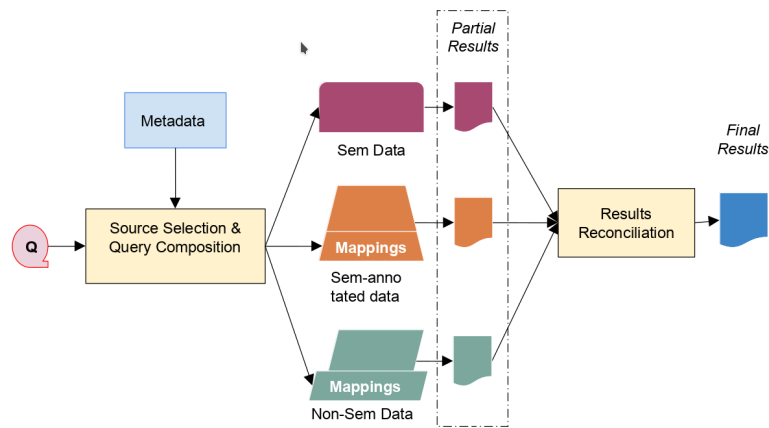 Partial
Results
Metadata
Sem Data
Final
Results
Q
Source Selection &
Query Composition
Mappings
Results
Reconciliation
Sem-anno
tated data
Mappings
Non-Sem Data